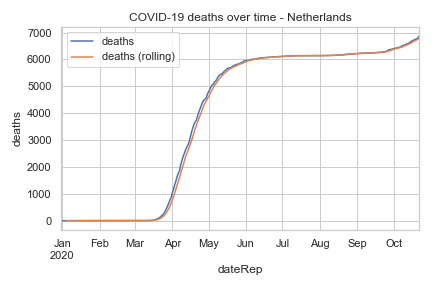 COVID-19 deaths over time - Netherlands
deaths
deaths (rolling)
7000
6000
5000
4000
3000
2000
1000
0
deaths
Jan Feb Mar Apr May Jun Jul Aug Sep Oct
2020
dateRep